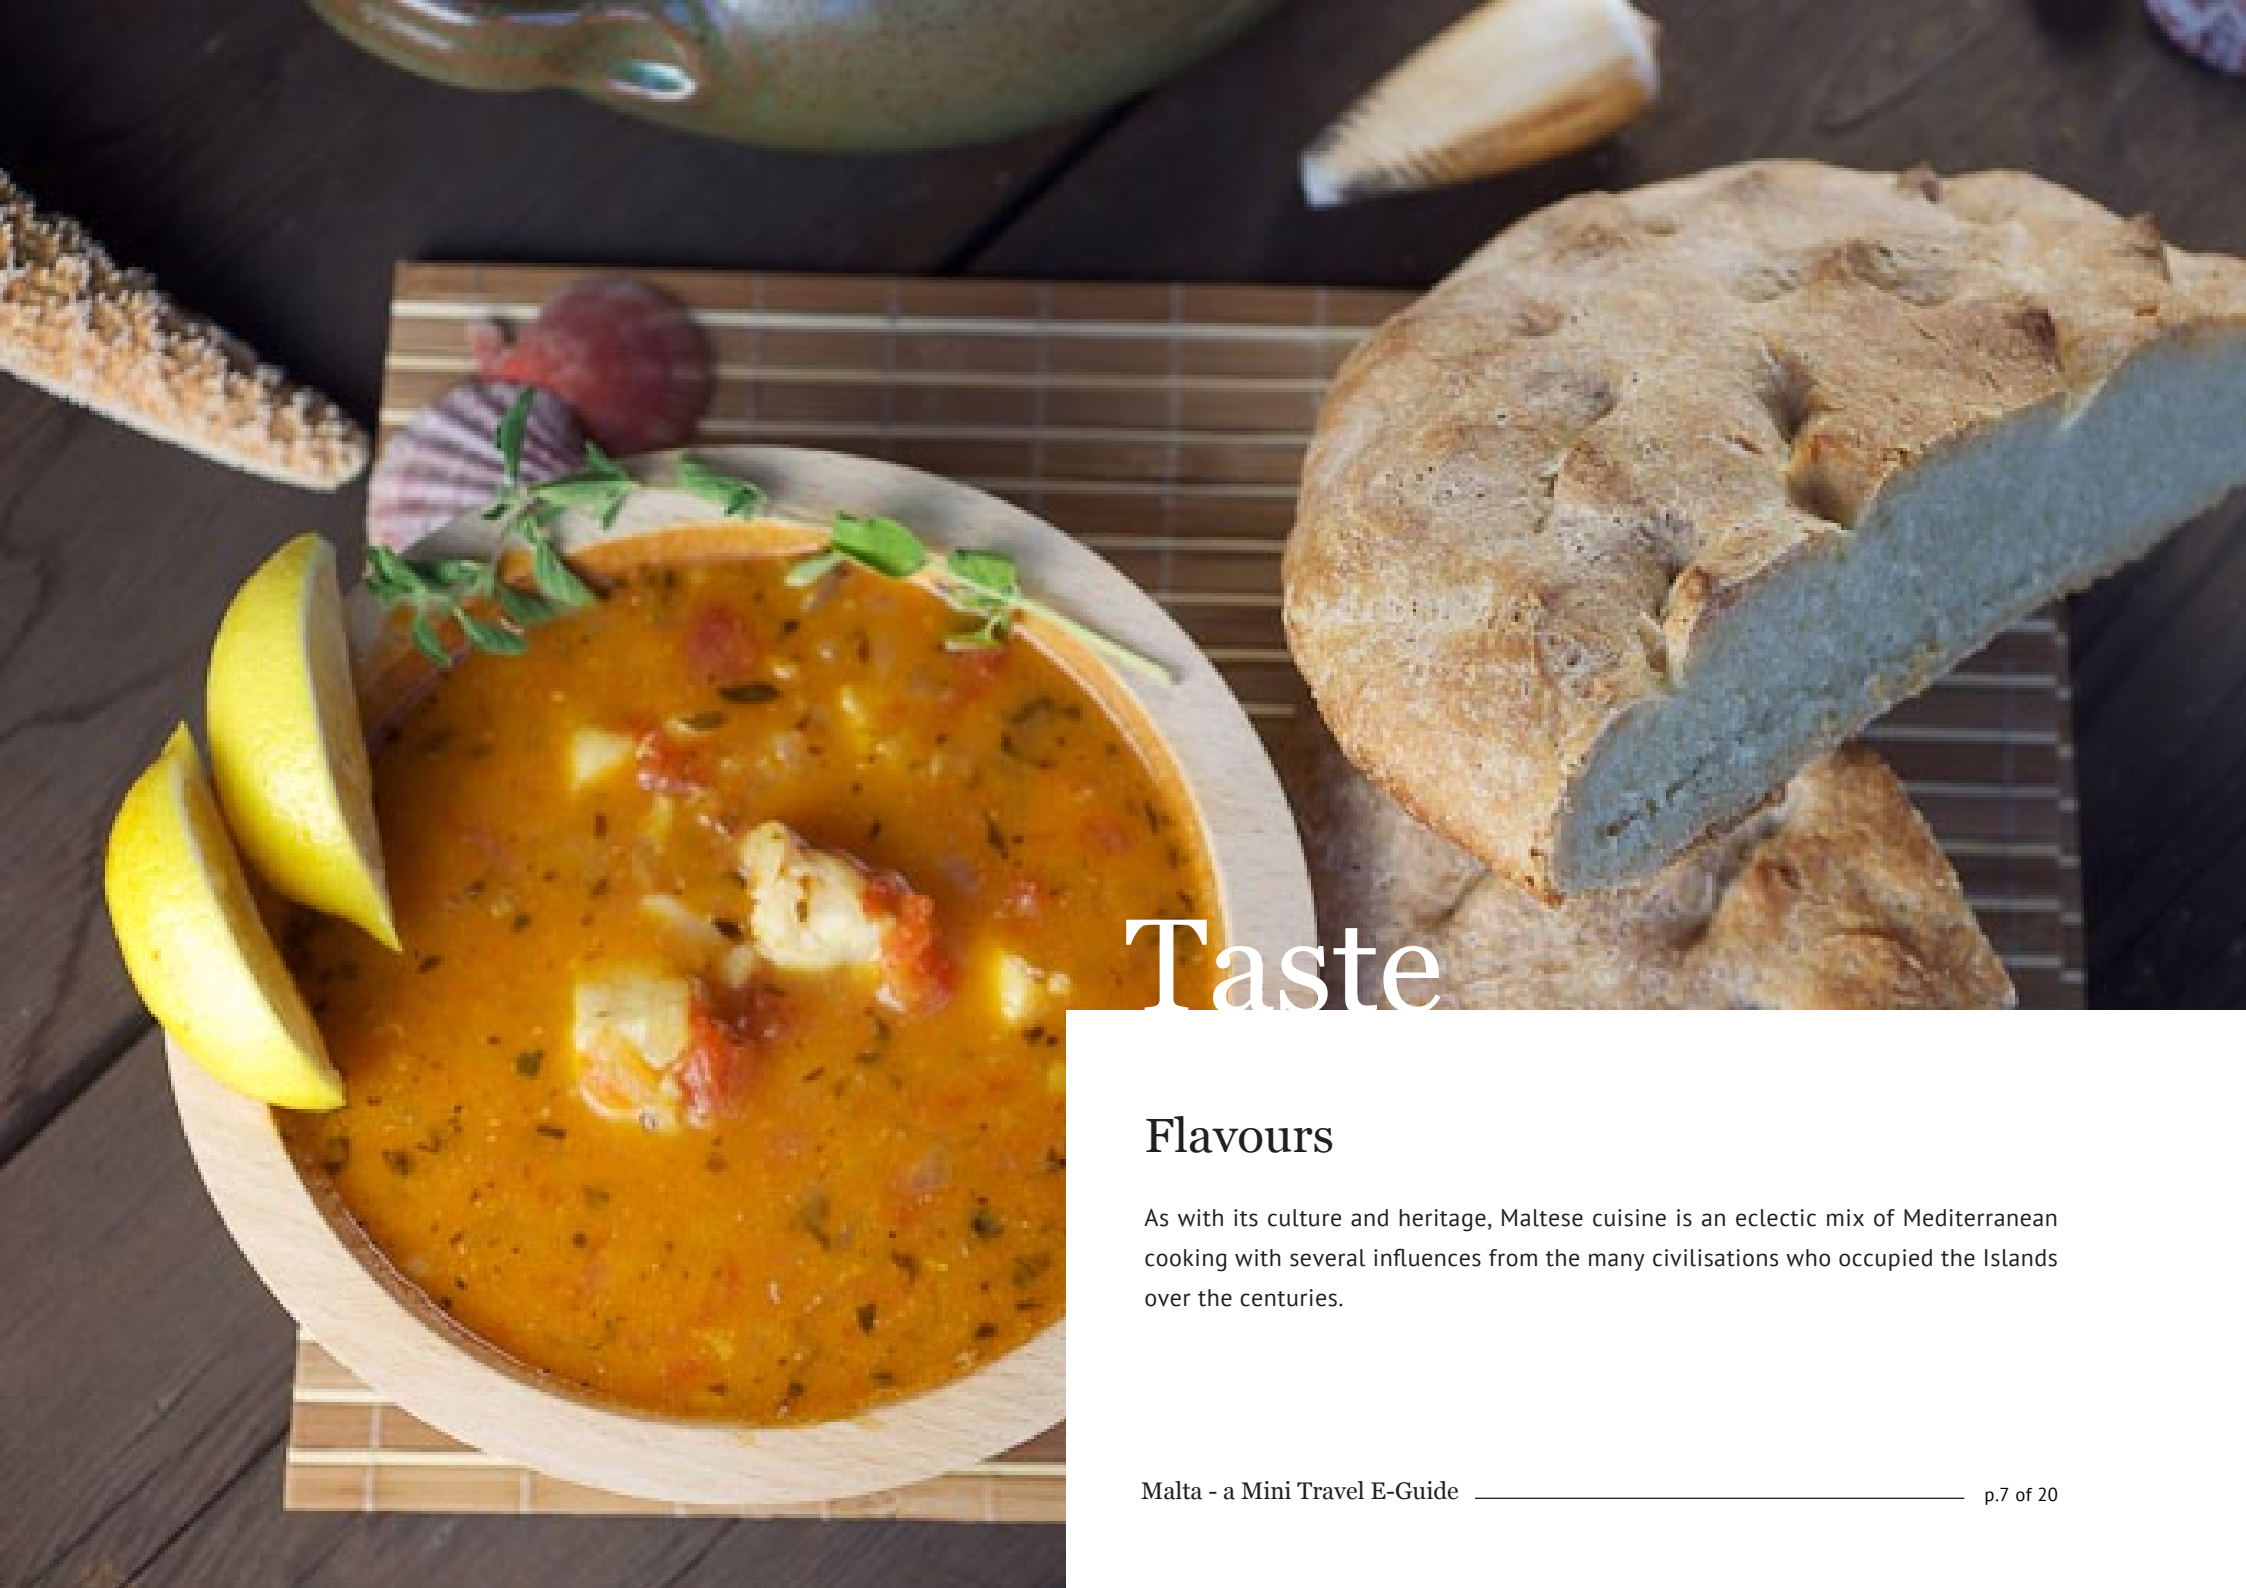 Taste
Flavours
As with its culture and heritage, Maltese cuisine is an eclectic mix of Mediterranean
cooking with several influences from the many civilisations who occupied the Islands
over the centuries.
Malta - a Mini Travel E-Guide
p.7 of 20